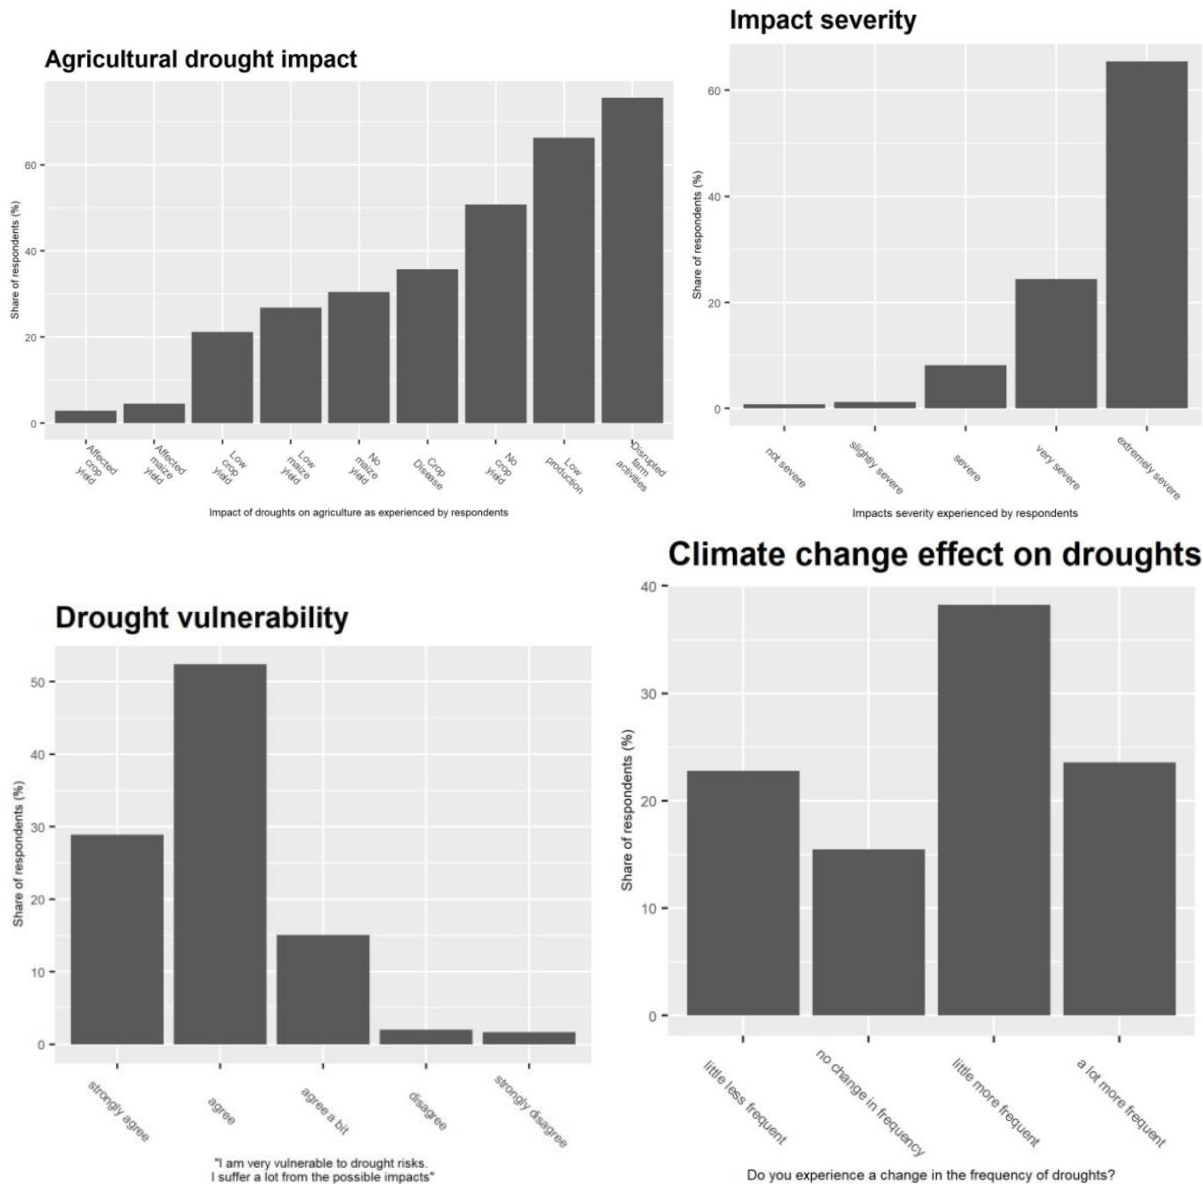 Agricultural drought impact
Share of respondents (%)
60
40
20
0
Affected
crop
yield
Affected
maize
yield
Low
crop
yield
Low
maize
yield
No
maize
yield
Crop
Disease
No
crop
yield
Low
production
Disrupted
farm
activities
Impact of droughts on agriculture as experienced by respondents
Impact severity
Share of respondents (%)
60
40
20
0
not severe
slightly severe
severe
very severe
extremely severe
Impacts severity experienced by respondents
Drought vulnerability
Share of respondents (%)
50
40
30
20
10
0
strongly agree
agree
agree a bit
disagree
strongly disagree
"I am very vulnerable to drought risks.
I suffer a lot from the possible impacts"
Climate change effect on droughts
Share of respondents (%)
40
30
20
10
0
little less frequent
no change in frequency
little more frequent
a lot more frequent
Do you experience a change in the frequency of droughts?